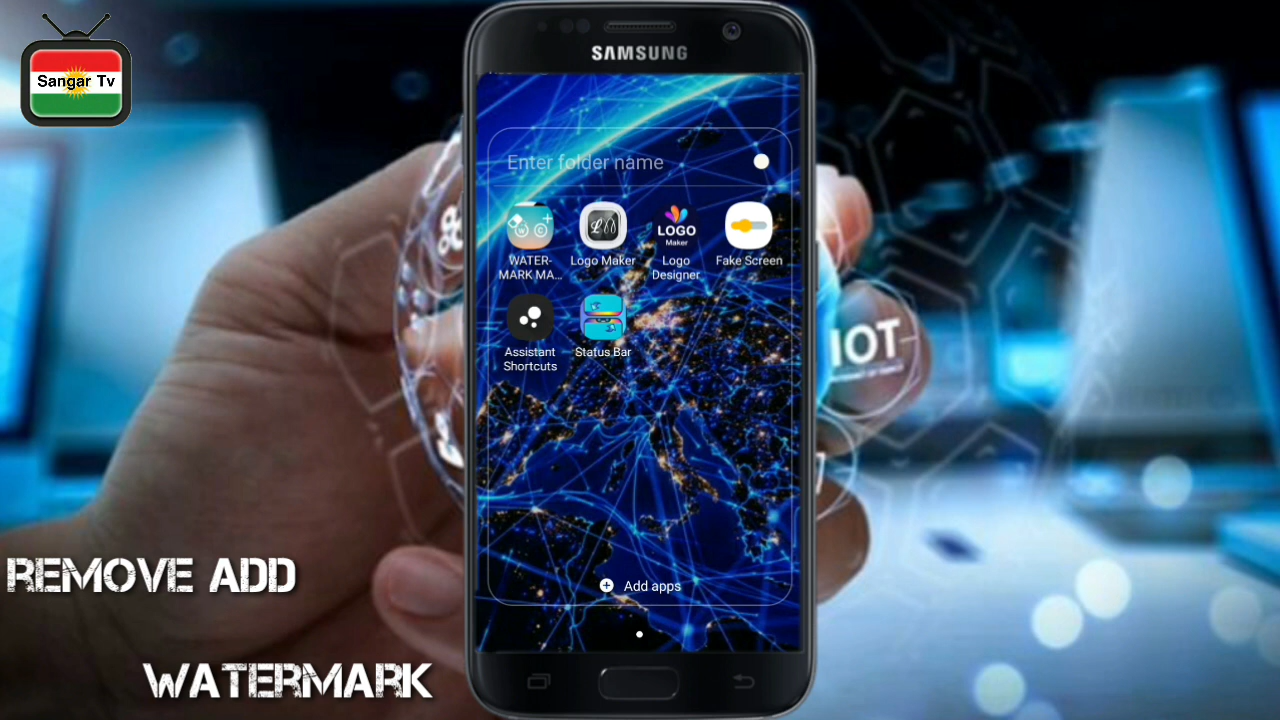 Sangar Tv
SAMSUNG
Enter folder name
WATER-
MARK MA...
Logo Maker
LOGO
Maker
Logo
Designer
Fake Screen
Assistant
Shortcuts
Status Bar
IOT
Add apps
REMOVE ADD
WATERMARK